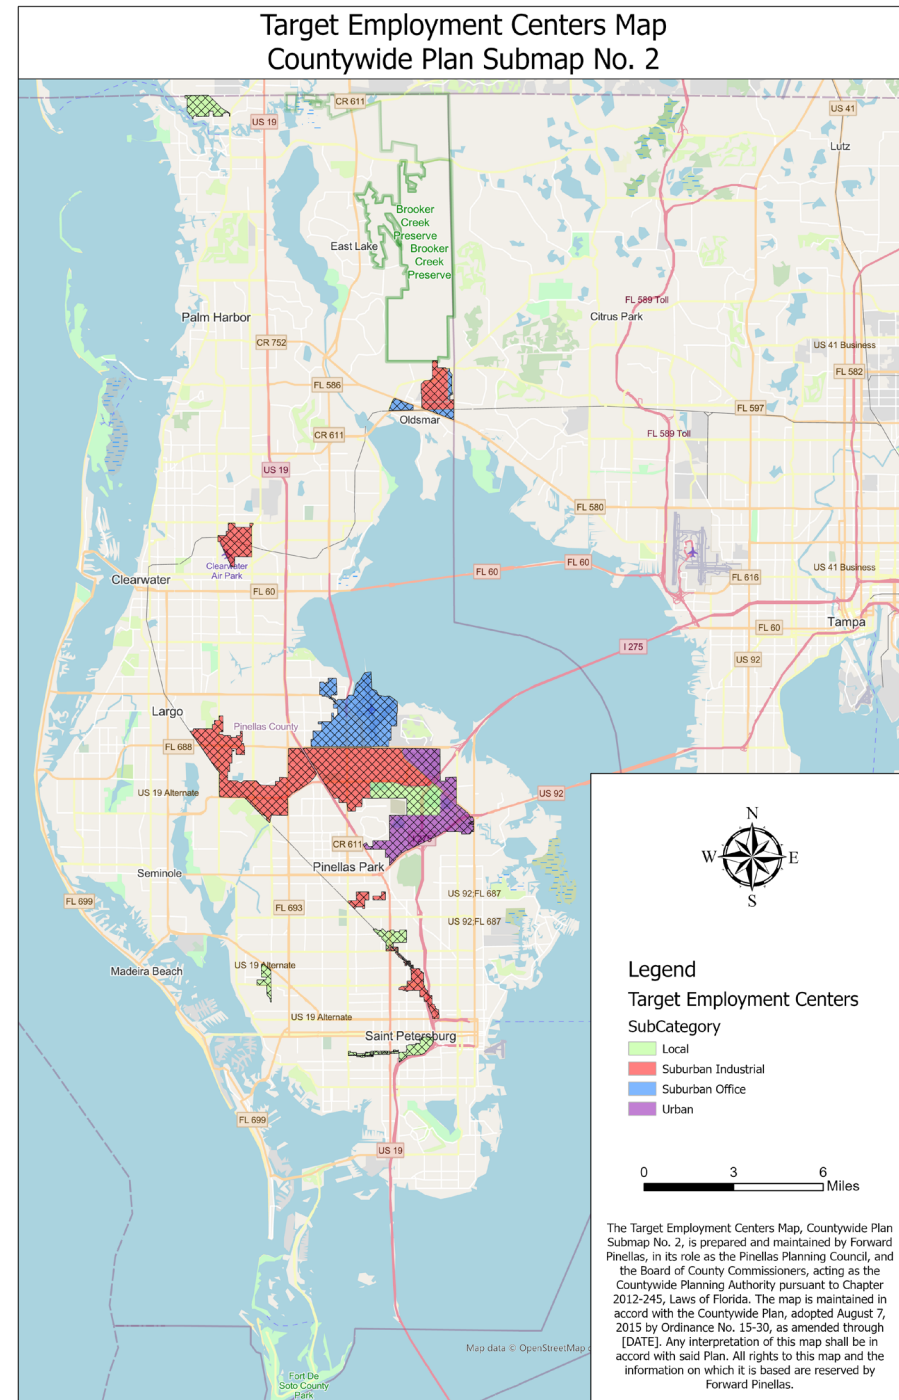 Target Employment Centers Map
Countywide Plan Submap No. 2
CR 611
US 41
US 19
Lutz
Brooker
Creek
Preserve
East Lake
Brooker
Creek
Preserve
FL 589 Toll
Palm Harbor
Citrus Park
CR 752
US 41 Business
FL 582
FL 586
FL 597
Oldsmar
CR 611
FL 589 Toll
US 19
FL 580
Clearwater
Air Park
Clearwater
FL 60
FL 60
FL 60
FL 616
US 41 Business
Tampa
FL 60
I 275
US 92
Largo
Pinellas County
FL 688
US 19 Alternate
US 92
CR 611
Pinellas Park
Seminole
US 92;FL 687
FL 699
FL 693
US 92;FL 687
US 19 Alternate
Madeira Beach
US 19 Alternate
Saint Petersburg
FL 699
US 19
Fort De
Soto County
Park
Map data © OpenStreetMap
N
W
E
S
Legend
Target Employment Centers
SubCategory
Local
Suburban Industrial
Suburban Office
Urban
0 3 6
Miles
The Target Employment Centers Map, Countywide Plan
Submap No. 2, is prepared and maintained by Forward
Pinellas, in its role as the Pinellas Planning Council, and
the Board of County Commissioners, acting as the
Countywide Planning Authority pursuant to Chapter
2012-245, Laws of Florida. The map is maintained in
accord with the Countywide Plan, adopted August 7,
2015 by Ordinance No. 15-30, as amended through
[DATE]. Any interpretation of this map shall be in
accord with said Plan. All rights to this map and the
information on which it is based are reserved by
Forward Pinellas.